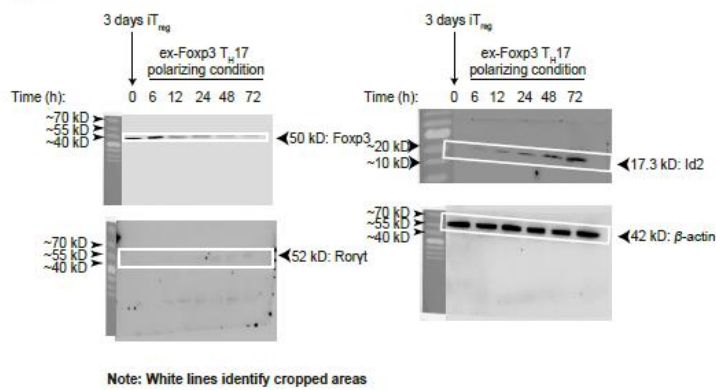 3 days iTreg
ex-Foxp3 TH17
polarizing condition
Time (h): 0 6 12 24 48 72
~70 kD
~55 kD
~40 kD
50 kD: Foxp3
~70 kD
~55 kD
~40 kD
52 kD: Rorγt
3 days iTreg
ex-Foxp3 TH17
polarizing condition
Time (h): 0 6 12 24 48 72
~20 kD
~10 kD
17.3 kD: Id2
~70 kD
~55 kD
~40 kD
42 kD: β-actin
Note: White lines identify cropped areas